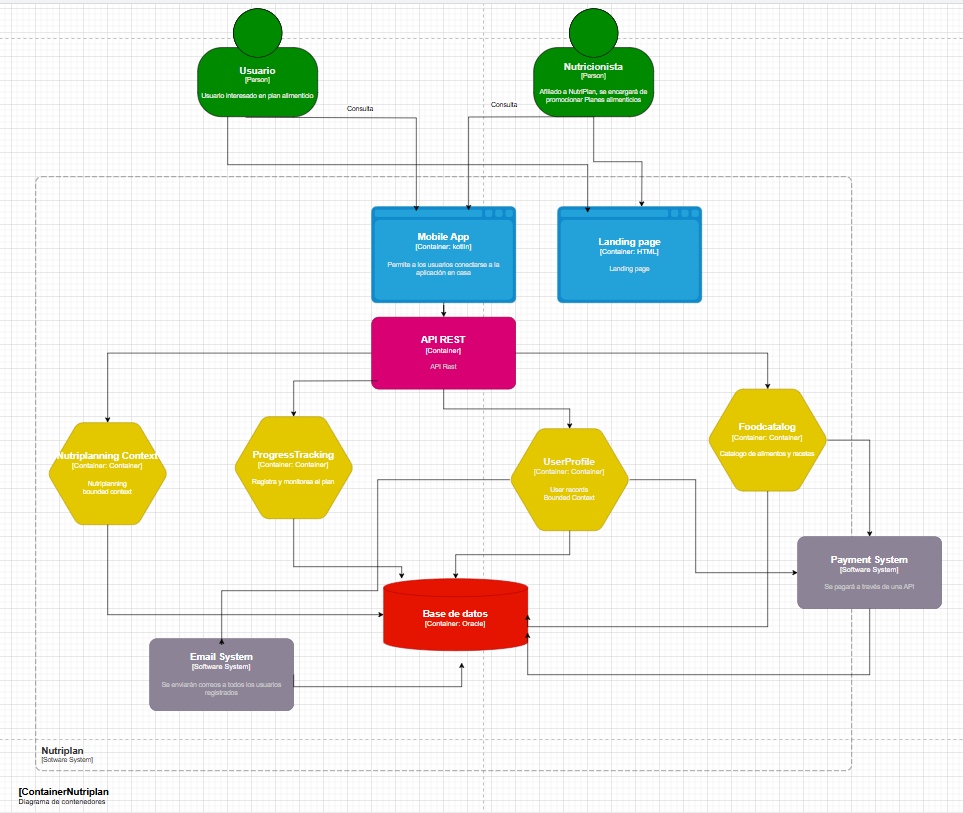 Usuario
[Person]
Usuario interesado en plan alimenticio
Nutricionista
[Person]
Afiliado a NutriPlan, se encargará de
promocionar Planes alimenticios
Consulta
Consulta
Mobile App
[Container: kotlin]
Permite a los usuarios conectarse a la
aplicación en casa
Landing page
[Container: HTML]
Landing page
API REST
[Container]
API Rest
Nutriplanning Context
[Container: Container]
Nutriplanning
bounded context
ProgressTracking
[Container: Container]
Registra y monitorea el plan
UserProfile
[Container: Container]
User records
Bounded Context
Foodcatalog
[Container: Container]
Catalogo de alimentos y recetas
Payment System
[Software System]
Se pagará a través de una API
Base de datos
[Container: Oracle]
Email System
[Software System]
Se enviarán correos a todos los usuarios
registrados
Nutriplan
[Sotware System]
[ContainerNutriplan
Diagrama de contenedores